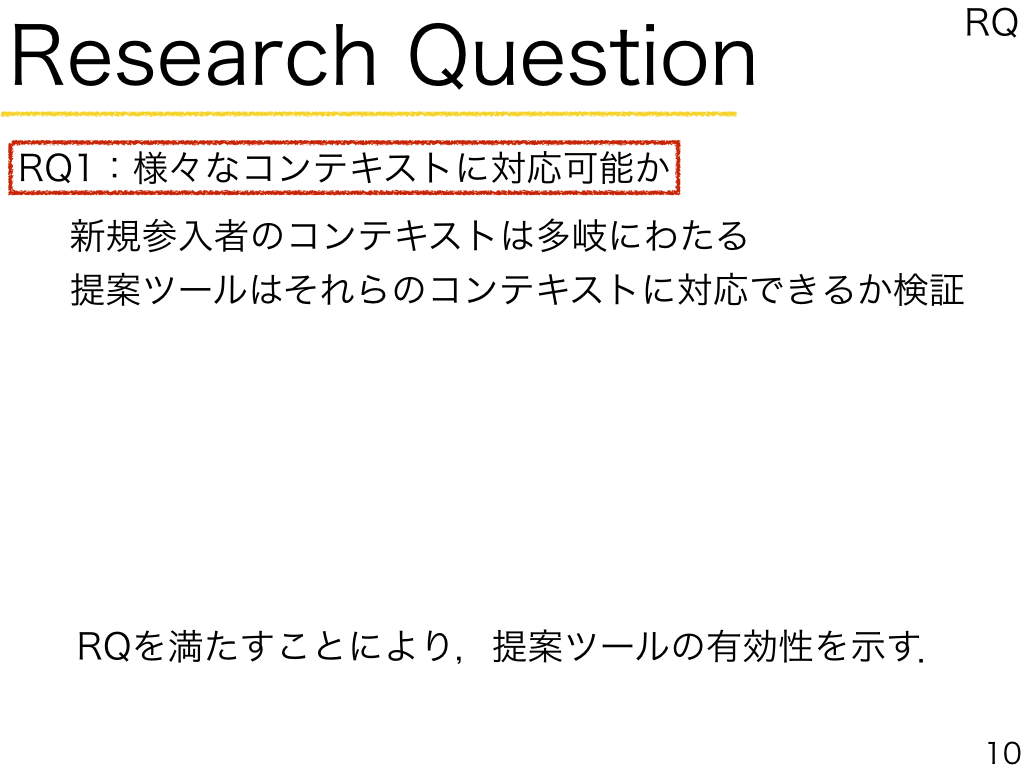 RQ
Research Question
RQ1：様々なコンテキストに対応可能か
新規参入者のコンテキストは多岐にわたる
提案ツールはそれらのコンテキストに対応できるか検証
RQを満たすことにより，提案ツールの有効性を示す．
10